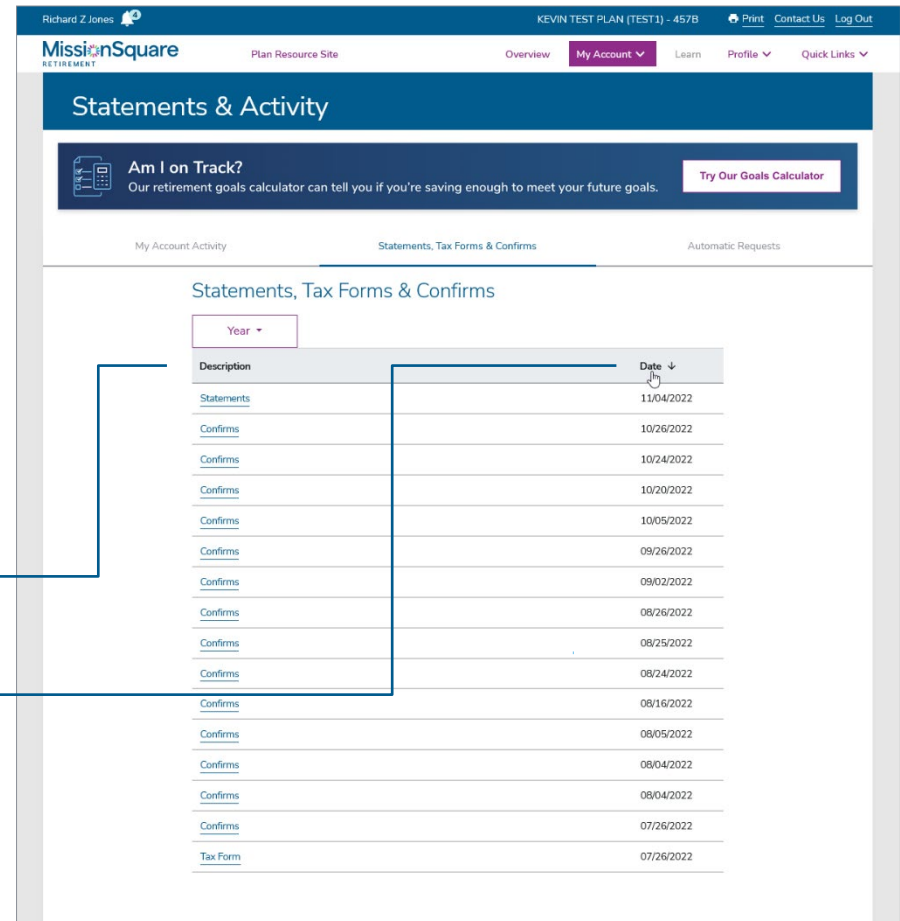 Richard Z Jones 4 KEVIN TEST PLAN (TEST1) - 457B Print Contact Us Log Out
MissionSquare
RETIREMENT
Plan Resource Site Overview My Account Learn Profile Quick Links
Statements & Activity
Am I on Track?
Our retirement goals calculator can tell you if you're saving enough to meet your future goals.
Try Our Goals Calculator
My Account Activity Statements, Tax Forms & Confirms Automatic Requests
Statements, Tax Forms & Confirms
Year
Description Date ↓
Statements 11/04/2022
Confirms 10/26/2022
Confirms 10/24/2022
Confirms 10/20/2022
Confirms 10/05/2022
Confirms 09/26/2022
Confirms 09/02/2022
Confirms 08/26/2022
Confirms 08/25/2022
Confirms 08/24/2022
Confirms 08/16/2022
Confirms 08/05/2022
Confirms 08/04/2022
Confirms 08/04/2022
Confirms 07/26/2022
Tax Form 07/26/2022